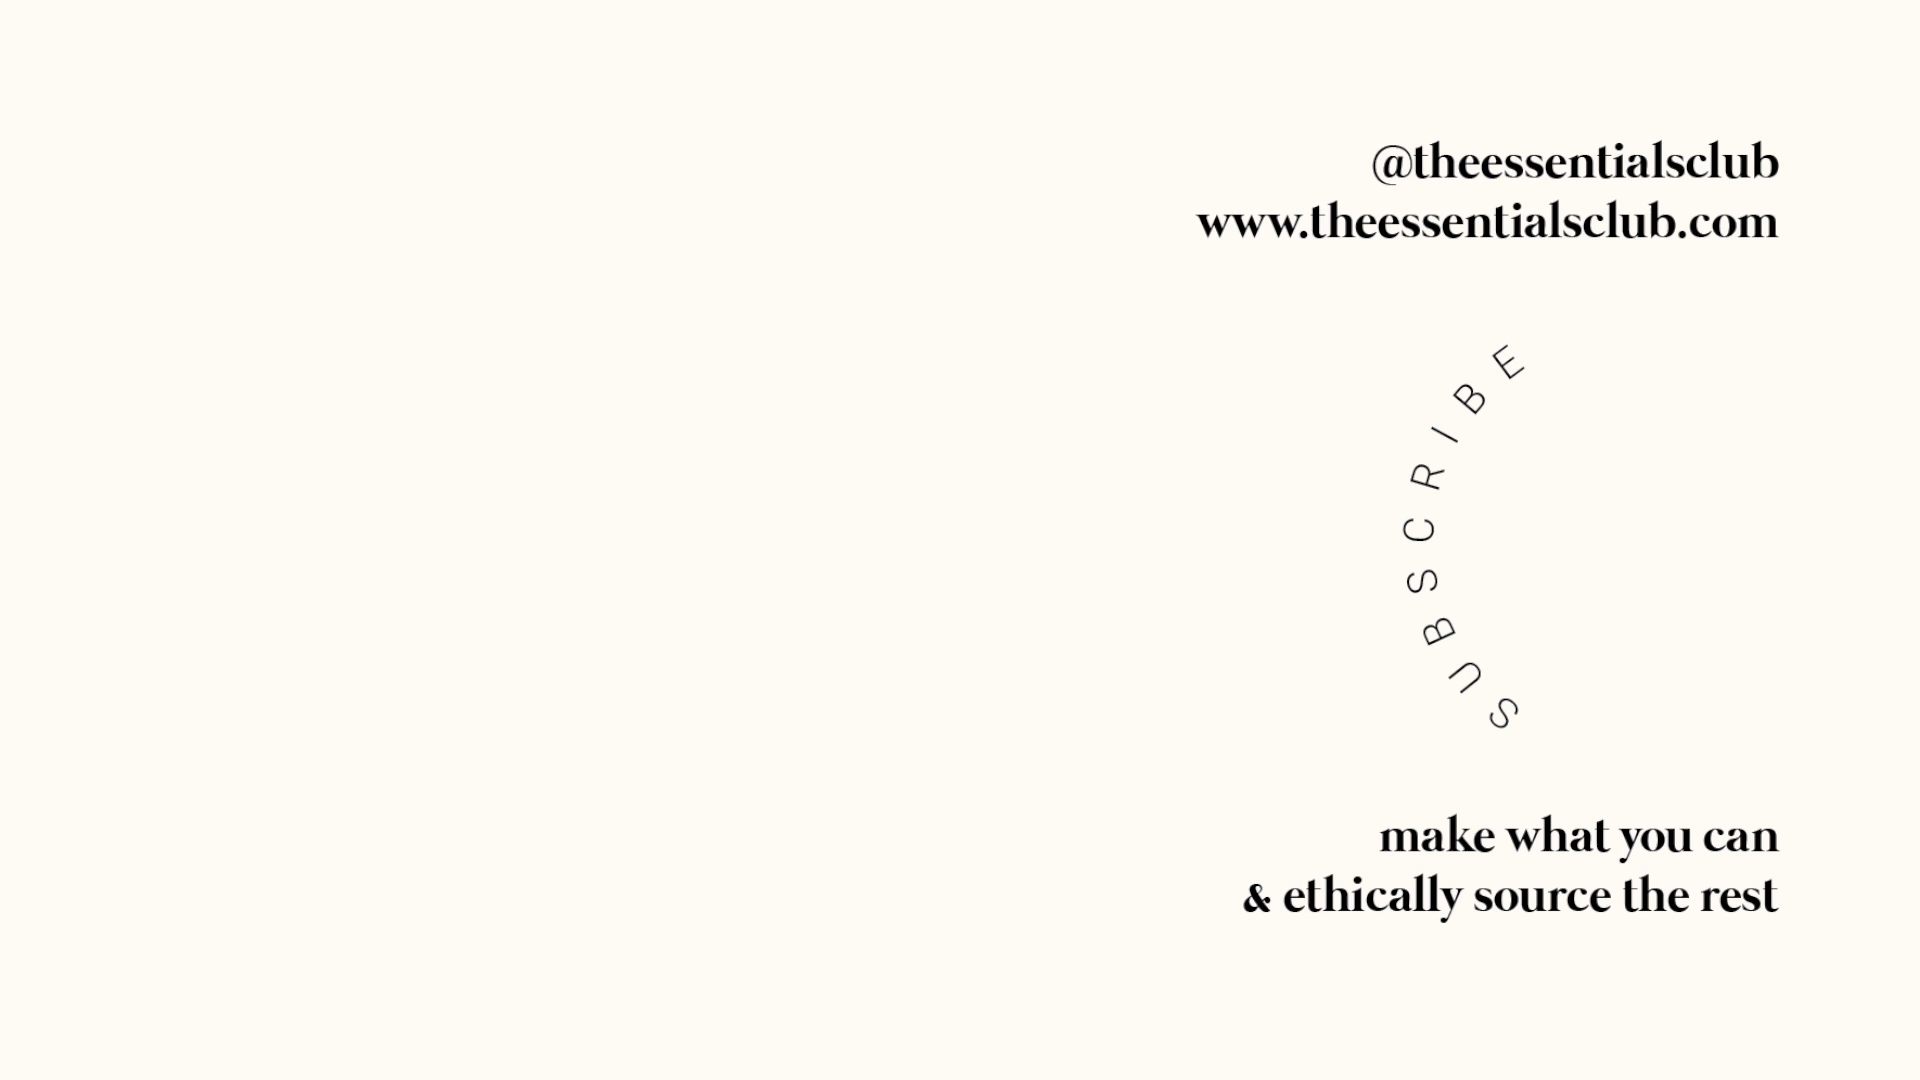 @theessentialsclub
www.theessentialsclub.com
SUBSCRIBE
make what you can
& ethically source the rest